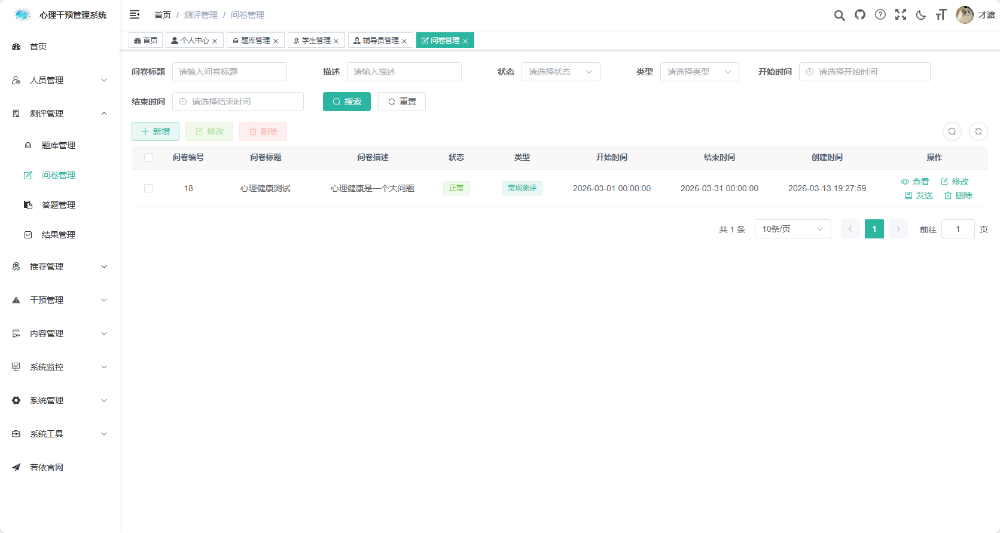 心理干预管理系统
首页 / 测评管理 / 问卷管理
才渡
首页
个人中心
题库管理
学生管理
辅导员管理
问卷管理
首页
人员管理
测评管理
题库管理
问卷管理
答题管理
结果管理
推荐管理
干预管理
内容管理
系统监控
系统管理
系统工具
若依官网
问卷标题 请输入问卷标题 描述 请输入描述 状态 请选择状态 类型 请选择类型 开始时间 请选择开始时间
结束时间 请选择结束时间 搜索 重置
新增 修改 删除
问卷编号 问卷标题 问卷描述 状态 类型 开始时间 结束时间 创建时间 操作
18 心理健康测试 心理健康是一个大问题 正常 常规测评 2026-03-01 00:00:00 2026-03-31 00:00:00 2026-03-13 19:27:59 查看 修改
发送 删除
共 1 条 10条/页 1 前往 1 页